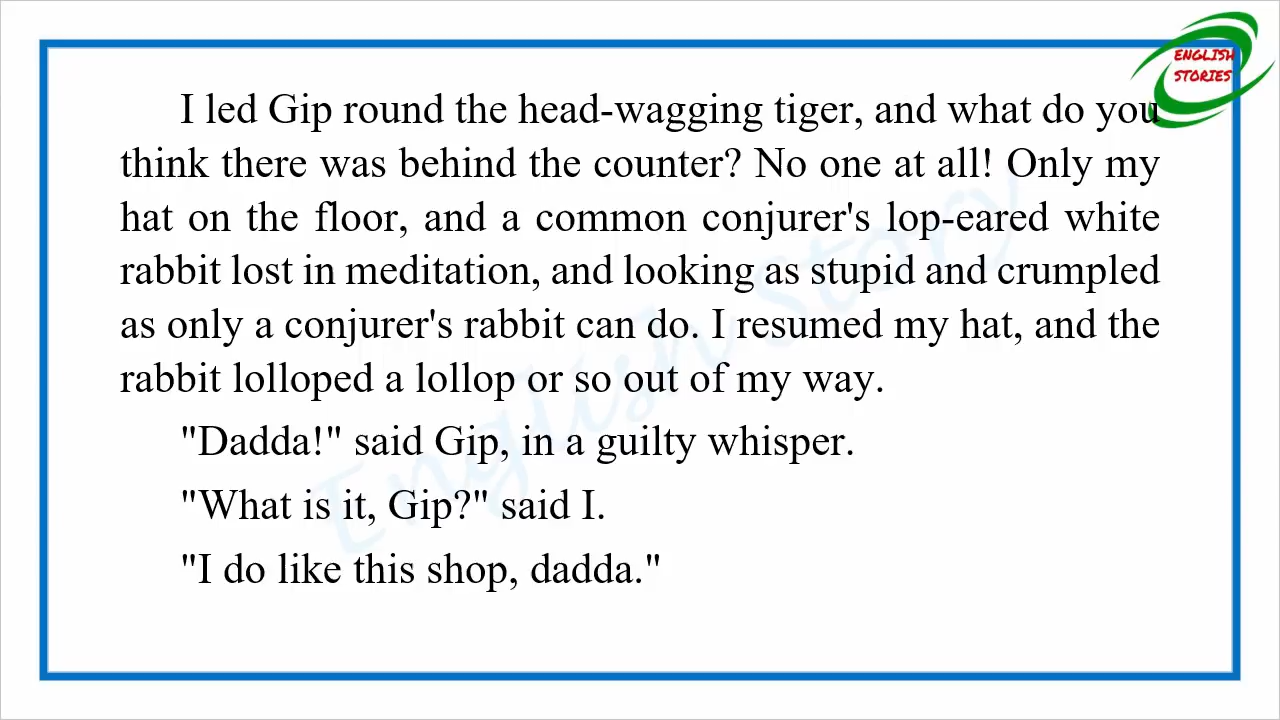 ENGLISH
STORIES
I led Gip round the head-wagging tiger, and what do you
think there was behind the counter? No one at all! Only my
hat on the floor, and a common conjurer's lop-eared white
rabbit lost in meditation, and looking as stupid and crumpled
as only a conjurer's rabbit can do. I resumed my hat, and the
rabbit lolloped a lollop or so out of my way.
"Dadda!" said Gip, in a guilty whisper.
"What is it, Gip?" said I.
"I do like this shop, dadda."
English Story